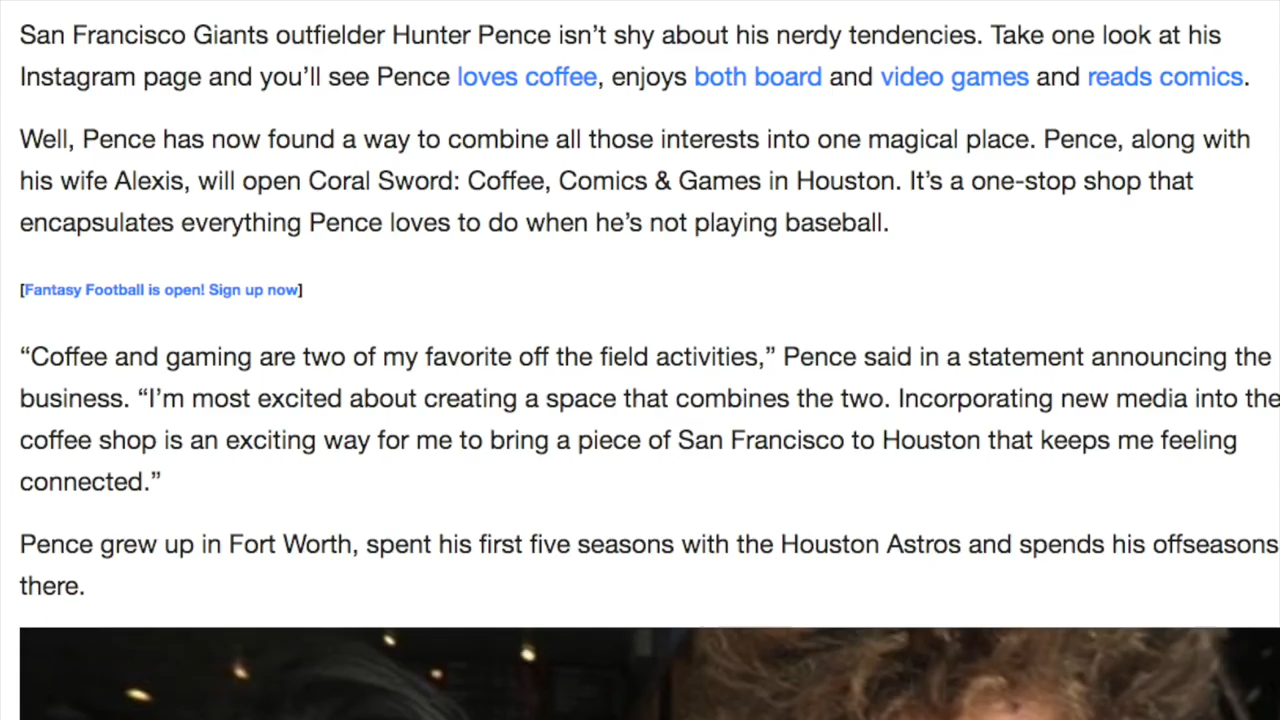 San Francisco Giants outfielder Hunter Pence isn’t shy about his nerdy tendencies. Take one look at his
Instagram page and you’ll see Pence loves coffee, enjoys both board and video games and reads comics.
Well, Pence has now found a way to combine all those interests into one magical place. Pence, along with
his wife Alexis, will open Coral Sword: Coffee, Comics & Games in Houston. It’s a one-stop shop that
encapsulates everything Pence loves to do when he’s not playing baseball.
[Fantasy Football is open! Sign up now]
“Coffee and gaming are two of my favorite off the field activities,” Pence said in a statement announcing the
business. “I’m most excited about creating a space that combines the two. Incorporating new media into the
coffee shop is an exciting way for me to bring a piece of San Francisco to Houston that keeps me feeling
connected.”
Pence grew up in Fort Worth, spent his first five seasons with the Houston Astros and spends his offseasons
there.